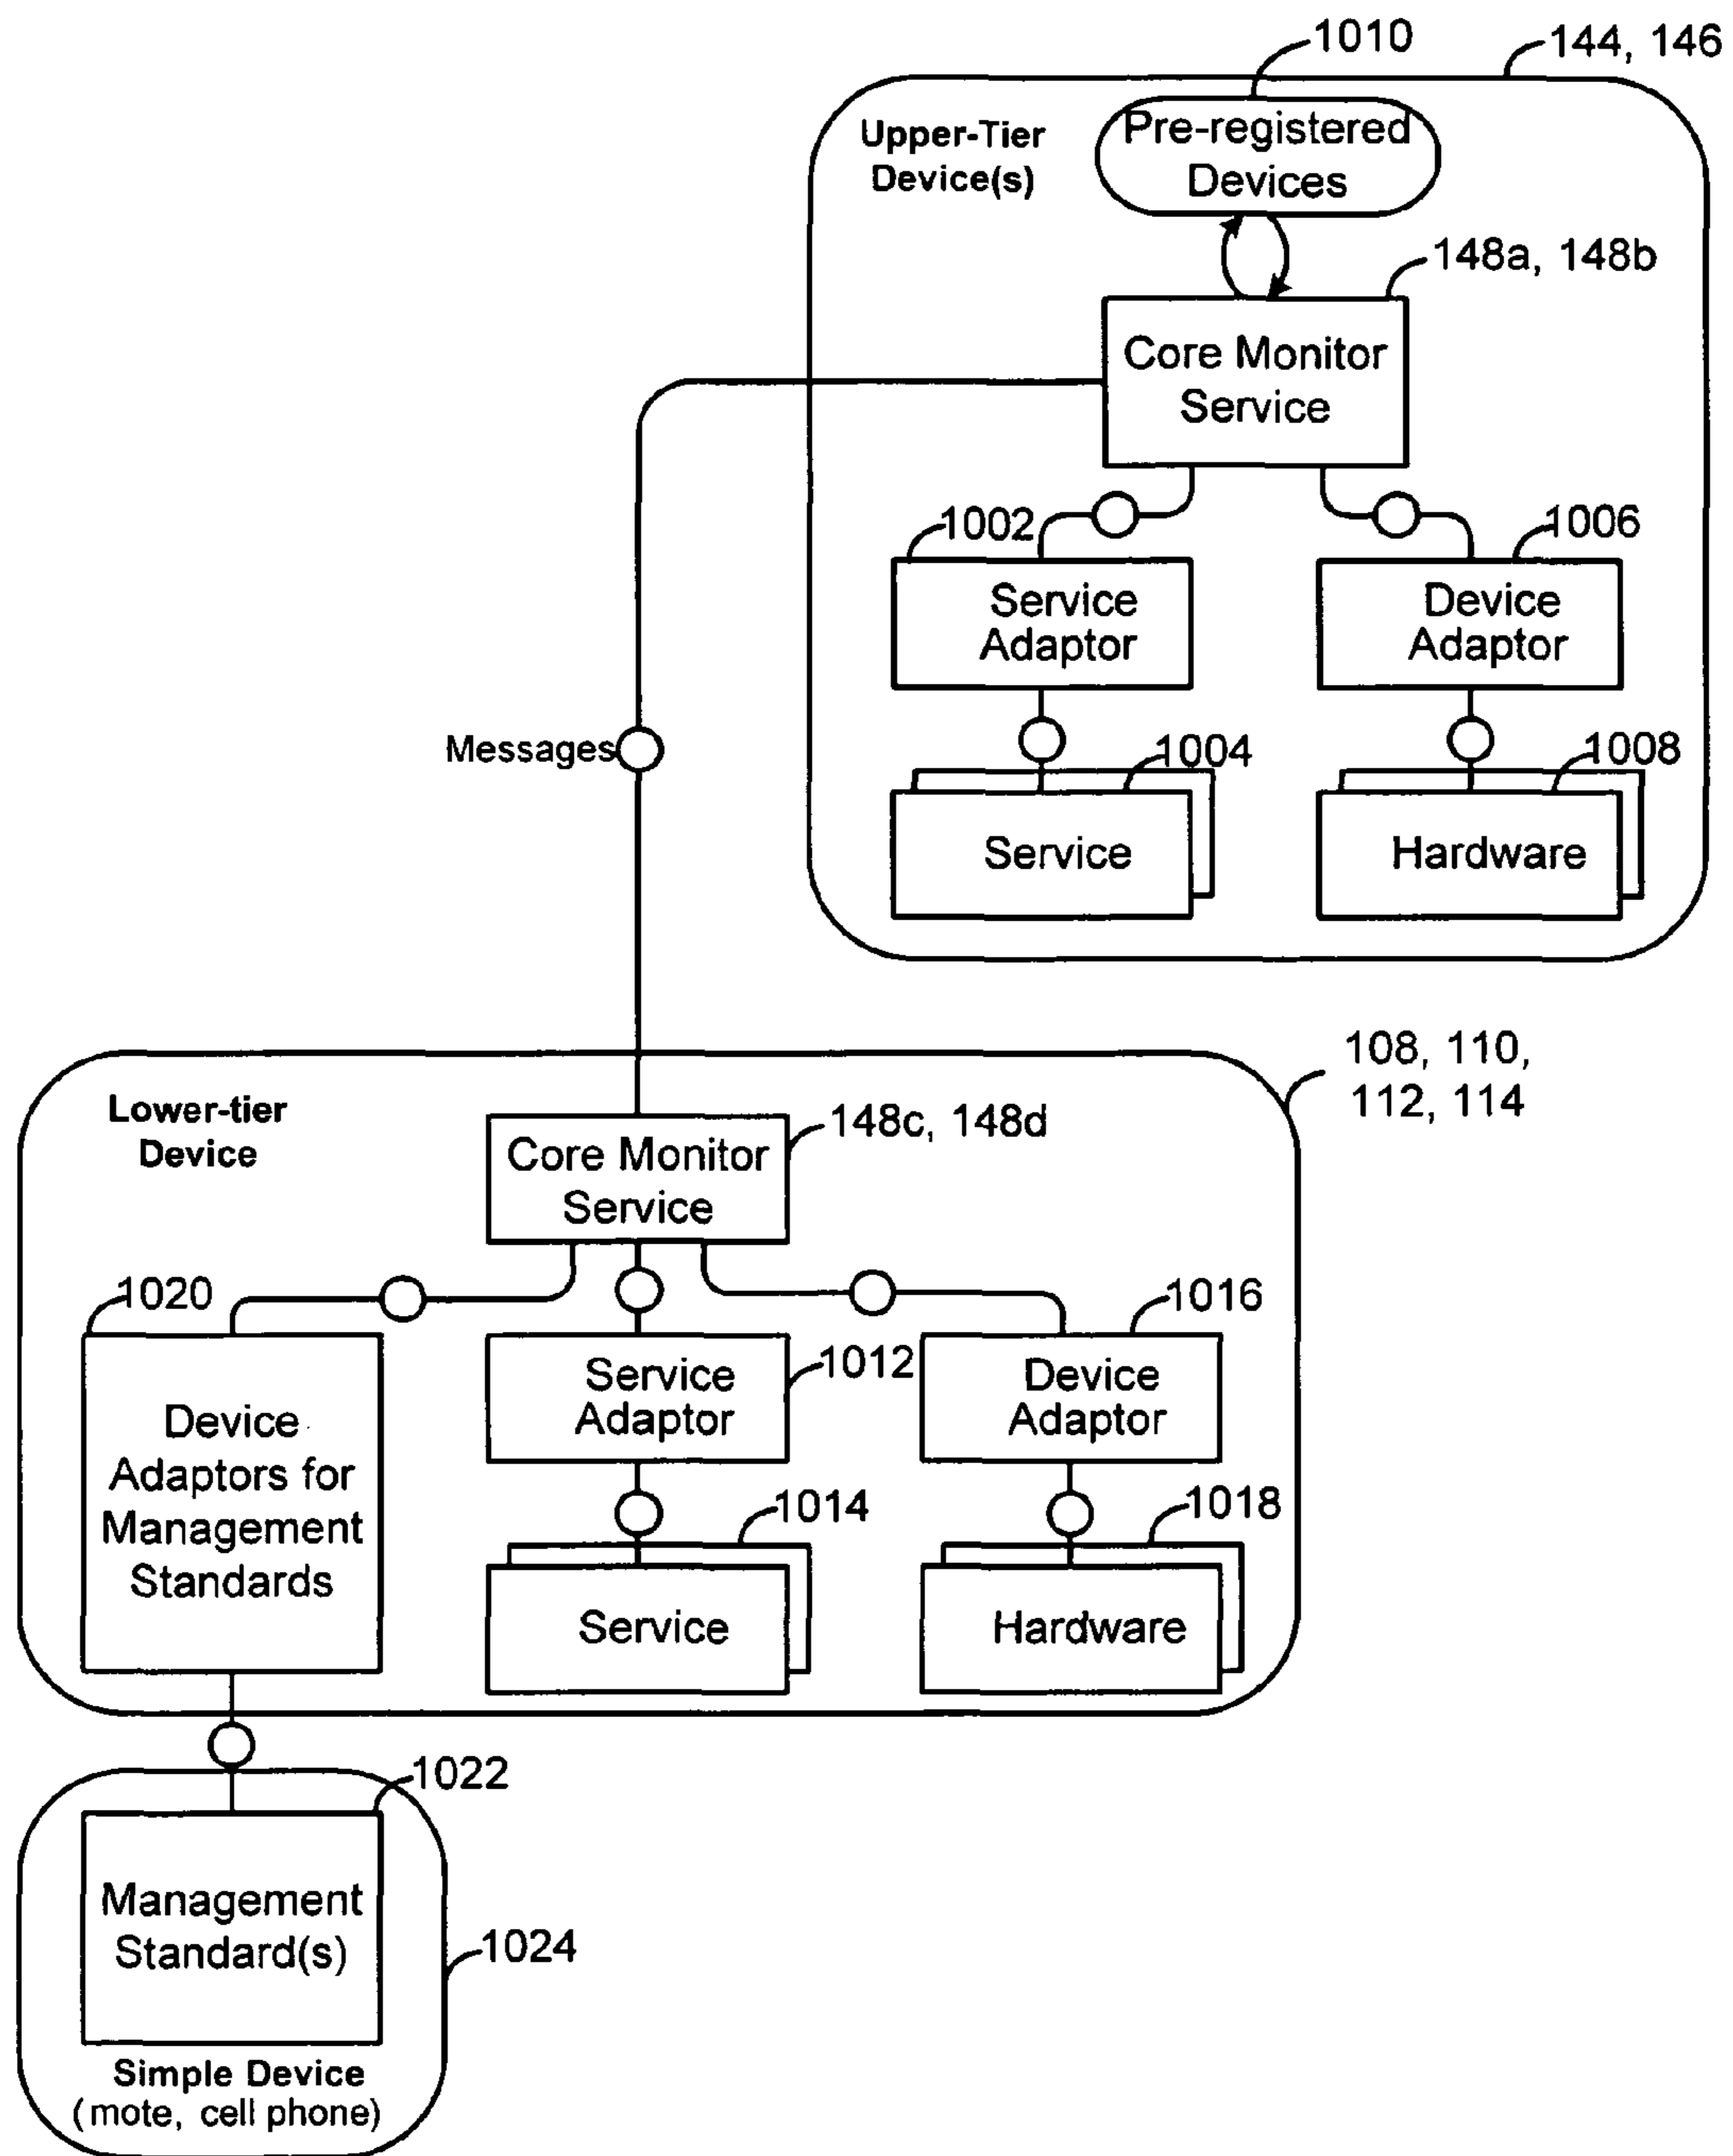 1010
144, 146
Upper-Tier
Device(s)
Pre-registered
Devices
148a, 148b
Core Monitor
Service
1002
1006
Service
Adaptor
Device
Adaptor
Messages
1004
1008
Service
Hardware
108, 110,
112, 114
Lower-tier
Device
148c, 148d
Core Monitor
Service
1020
1016
1012
Device
Adaptors for
Management
Standards
Service
Adaptor
Device
Adaptor
1014
1018
Service
Hardware
1022
Management
Standard(s)
1024
Simple Device
(mote, cell phone)